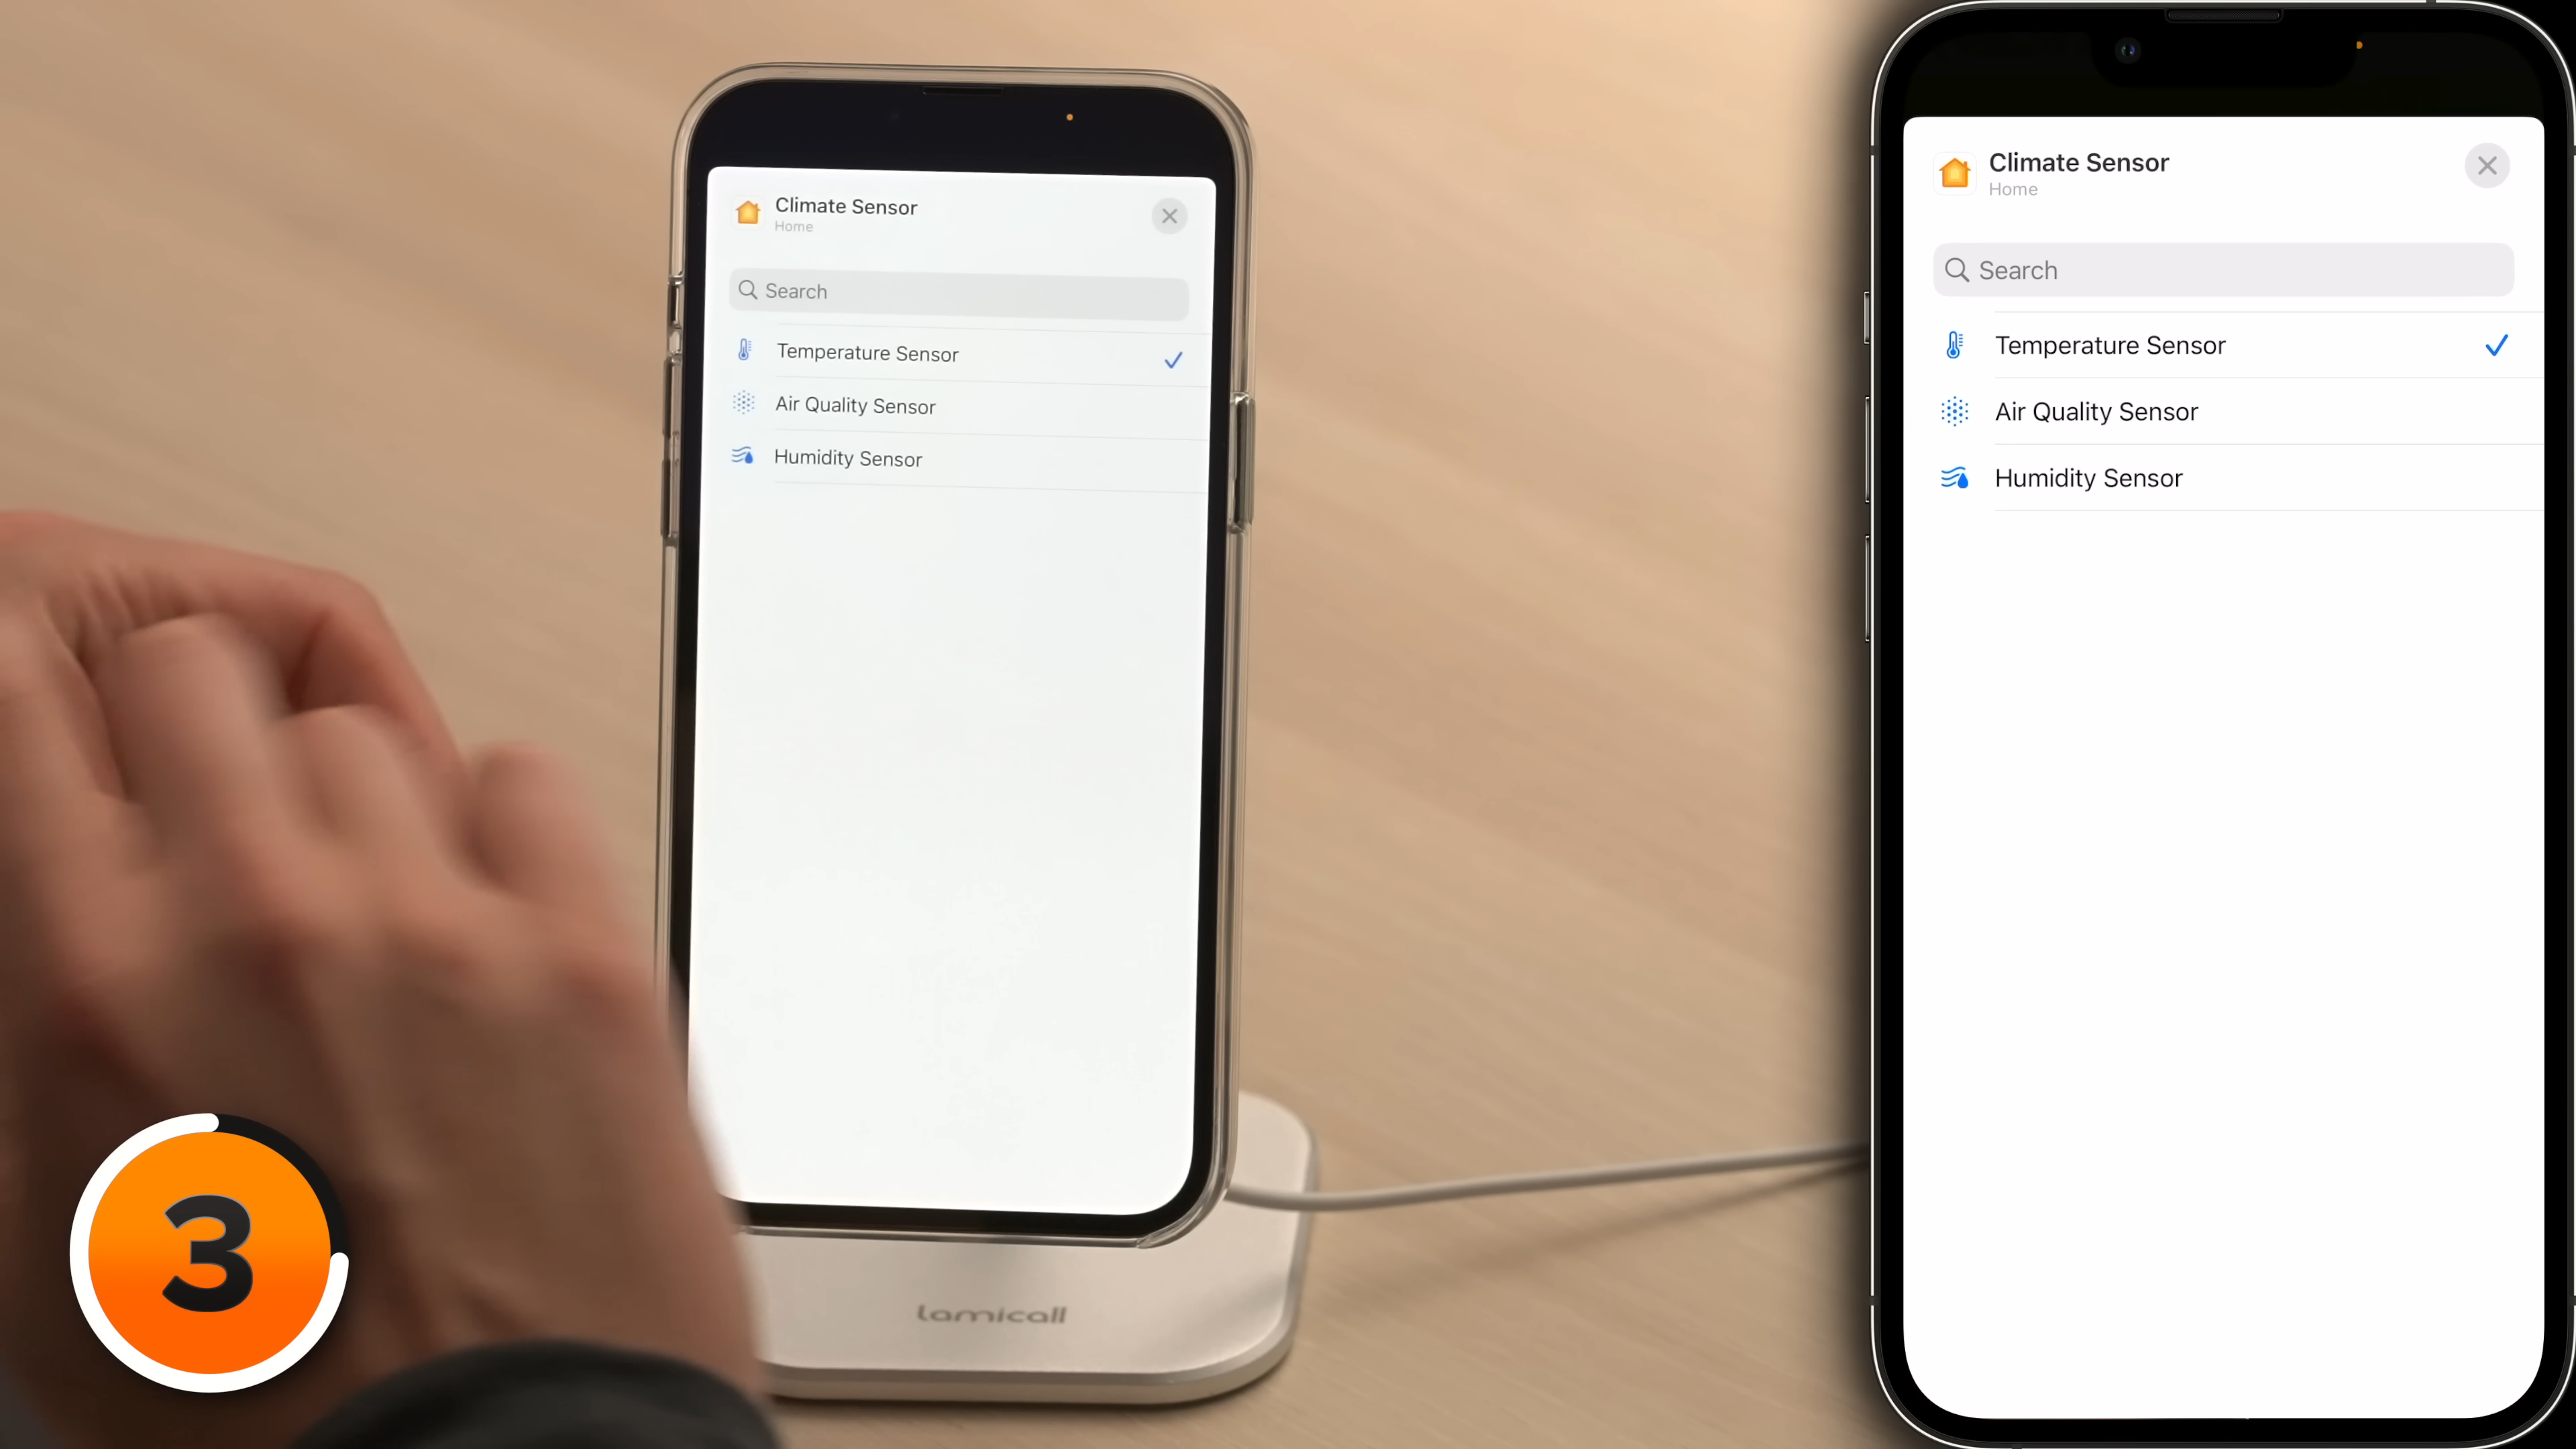 Climate Sensor
Home
Search
Temperature Sensor
Air Quality Sensor
Humidity Sensor
lamicall
3
Climate Sensor
Home
Search
Temperature Sensor
Air Quality Sensor
Humidity Sensor